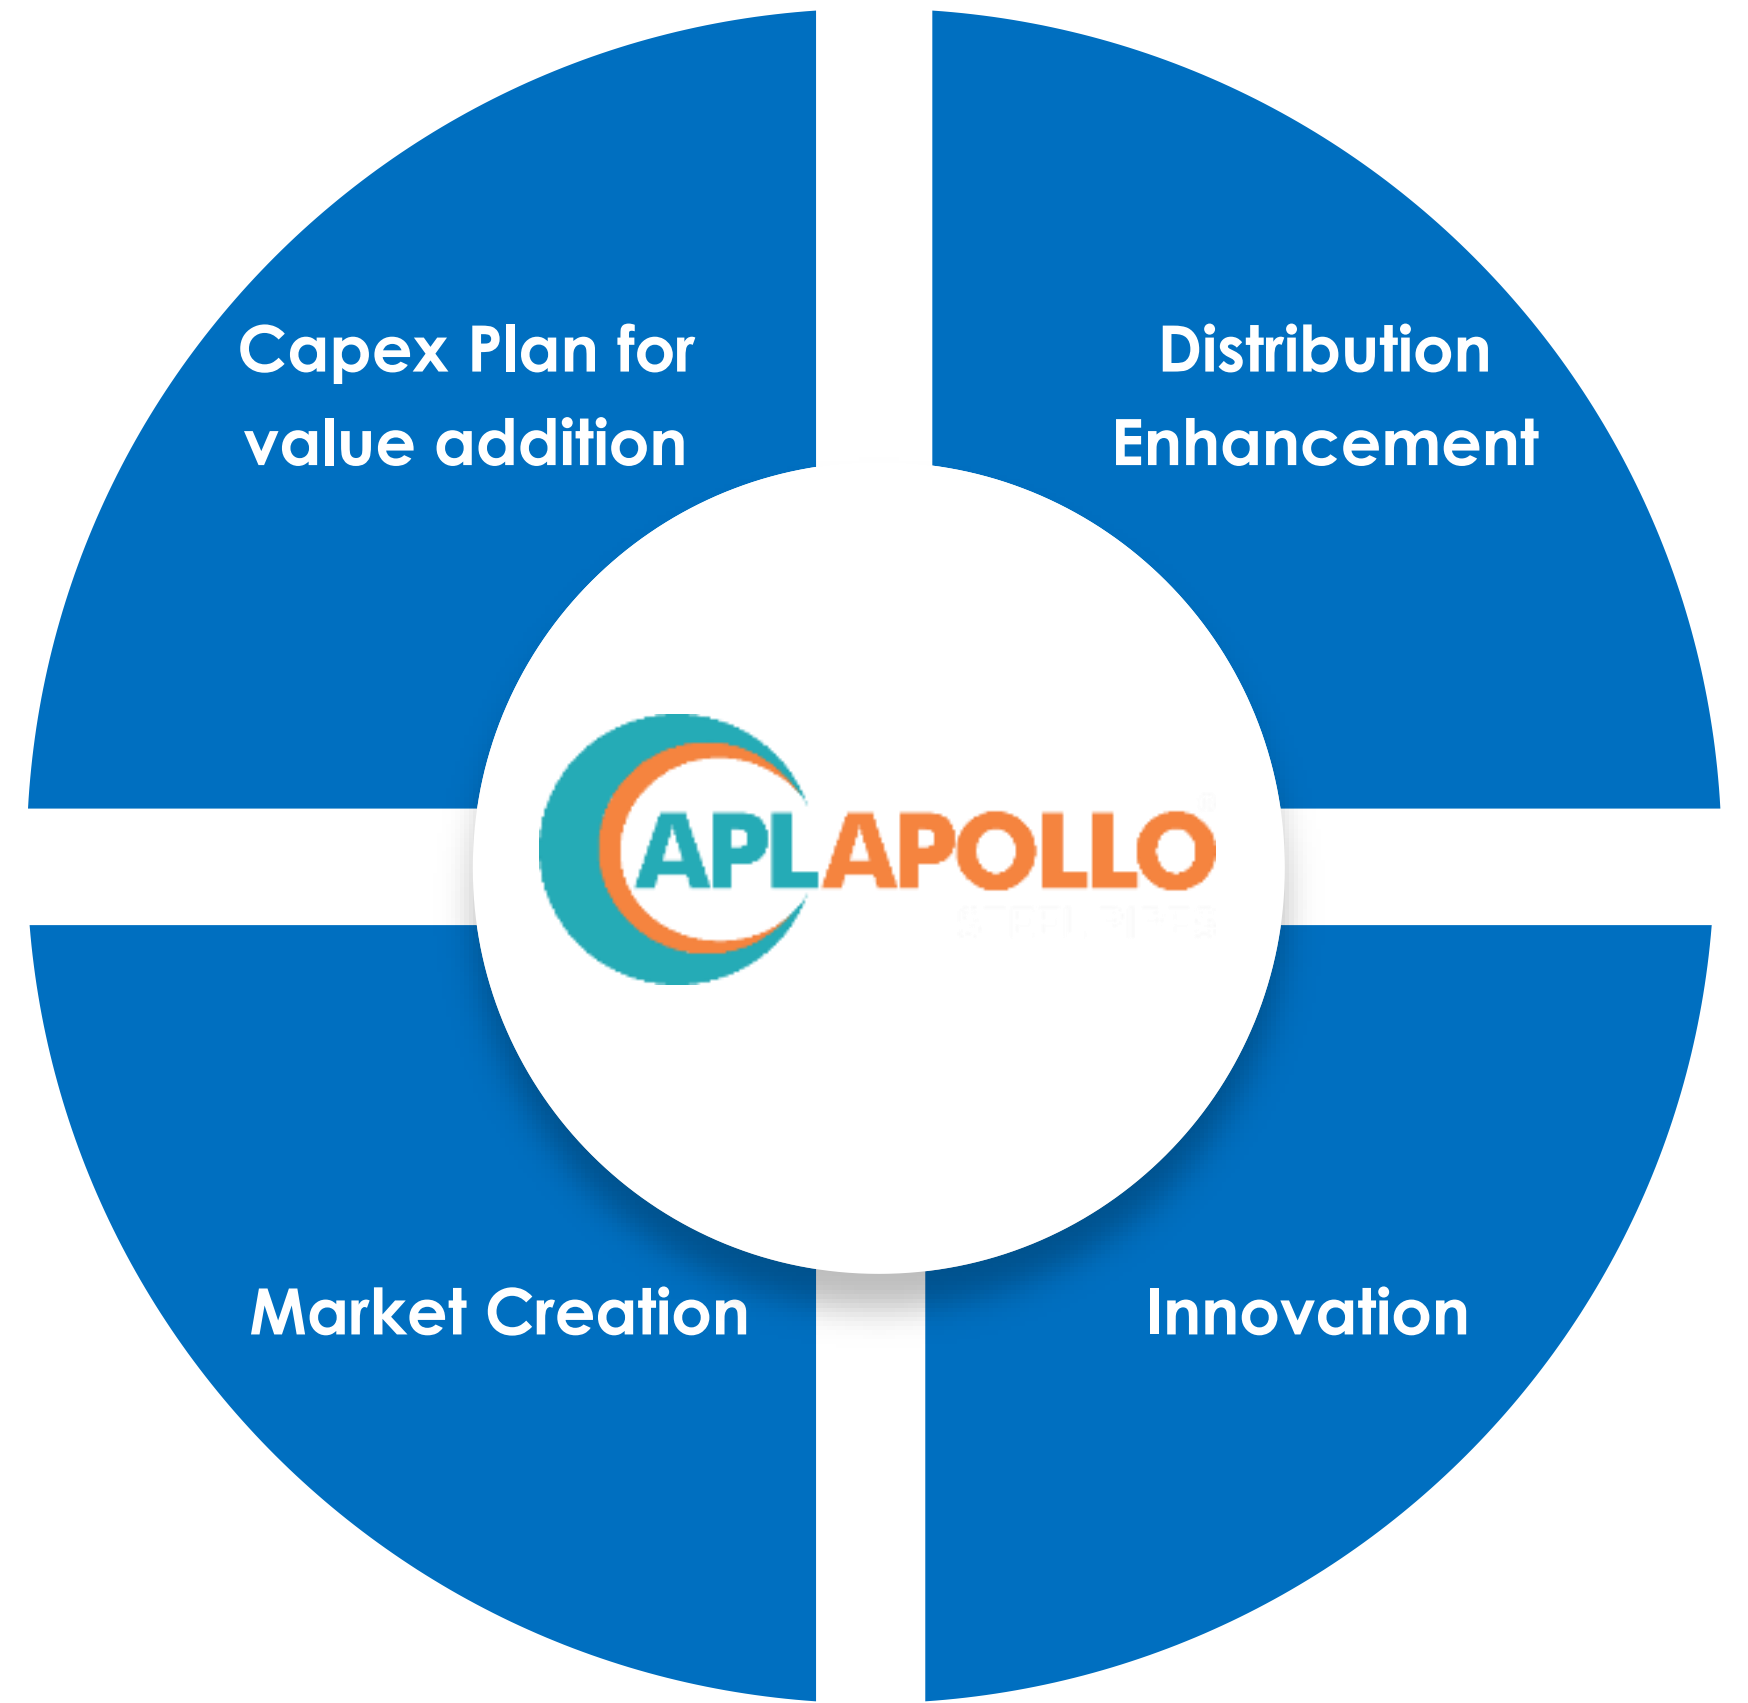 Capex Plan for
value addition
Distribution
Enhancement
APLAPOLLO
Market Creation
Innovation